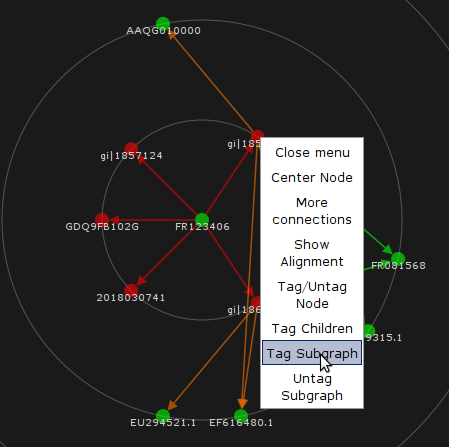 AAQG010000
gi|185
gi|1857124
GDQ9FB102G
FR123406
2018030741
gi|186
FR081568
9315.1
EU294521.1
EF616480.1
Close menu
Center Node
More
connections
Show
Alignment
Tag/Untag
Node
Tag Children
Tag Subgraph
Untag
Subgraph